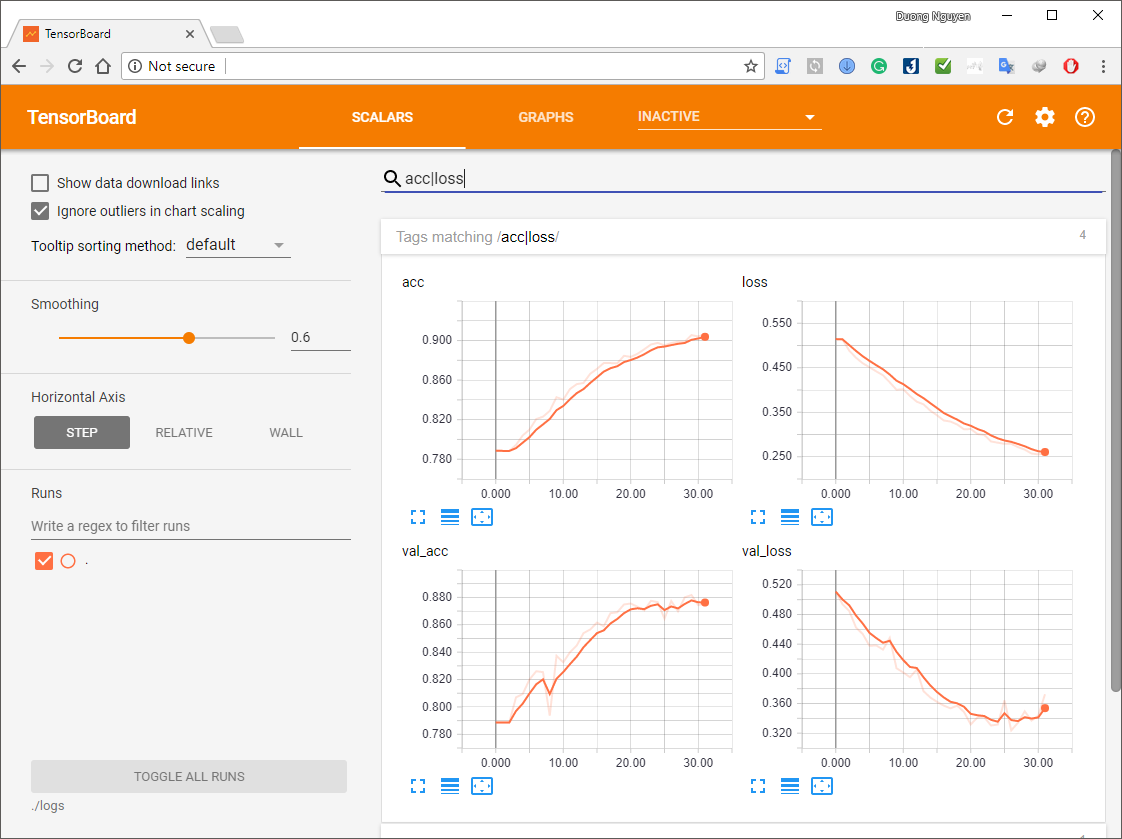 Duong Nguyen
TensorBoard
Not secure
TensorBoard
SCALARS
GRAPHS
INACTIVE
Show data download links
Ignore outliers in chart scaling
Tooltip sorting method: default
Smoothing
0.6
Horizontal Axis
STEP RELATIVE WALL
Runs
Write a regex to filter runs
.
TOGGLE ALL RUNS
./logs
acc|loss
Tags matching /acc|loss/ 4
acc
0.900
0.860
0.820
0.780
0.000 10.00 20.00 30.00
loss
0.550
0.450
0.350
0.250
0.000 10.00 20.00 30.00
val_acc
0.880
0.860
0.840
0.820
0.800
0.780
0.000 10.00 20.00 30.00
val_loss
0.520
0.480
0.440
0.400
0.360
0.320
0.000 10.00 20.00 30.00